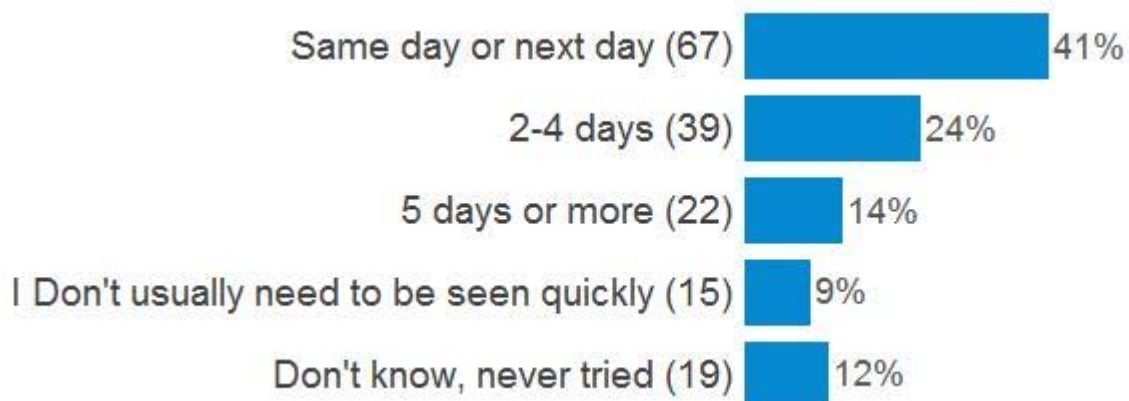 Same day or next day (67) 41%
2-4 days (39) 24%
5 days or more (22) 14%
I Don't usually need to be seen quickly (15) 9%
Don't know, never tried (19) 12%